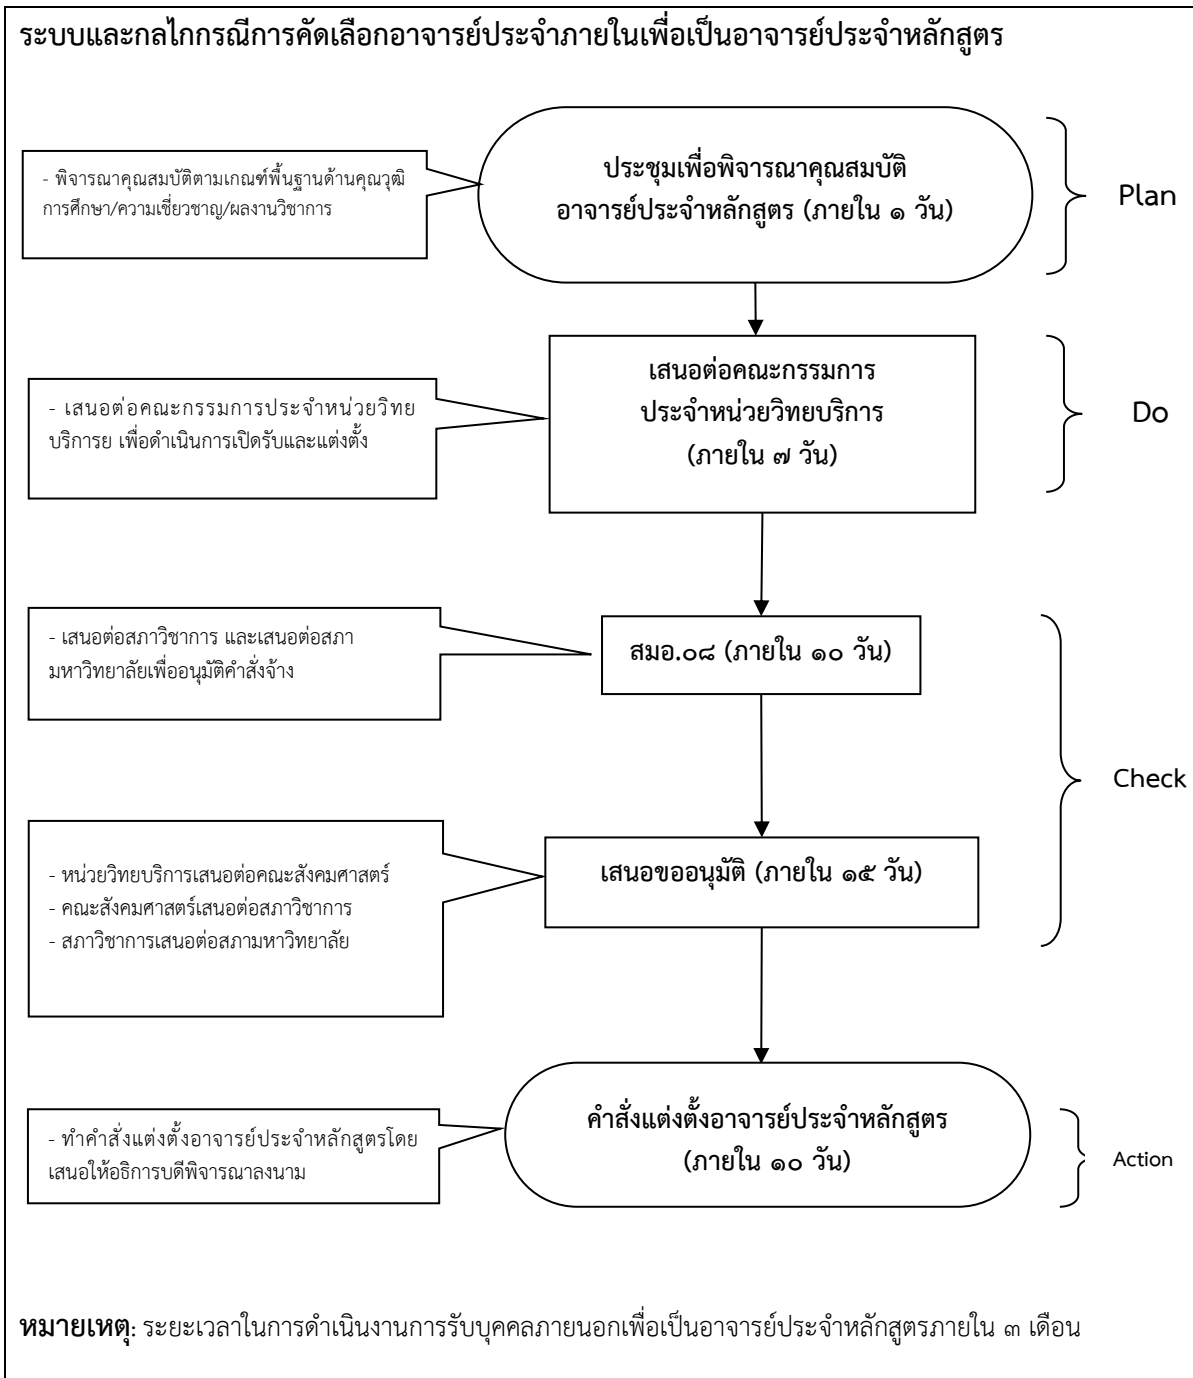 ระบบและกลไกกรณีการคัดเลือกอาจารย์ประจำภายในเพื่อเป็นอาจารย์ประจำหลักสูตร
- พิจารณาคุณสมบัติตามเกณฑ์พื้นฐานด้านคุณวุฒิ
การศึกษา/ความเชี่ยวชาญ/ผลงานวิชาการ
ประชุมเพื่อพิจารณาคุณสมบัติ
อาจารย์ประจำหลักสูตร (ภายใน ๑ วัน)
Plan
- เสนอต่อคณะกรรมการประจำหน่วยวิทย
บริการย เพื่อดำเนินการเปิดรับและแต่งตั้ง
เสนอต่อคณะกรรมการ
ประจำหน่วยวิทยบริการ
(ภายใน ๗ วัน)
Do
- เสนอต่อสภาวิชาการ และเสนอต่อสภา
มหาวิทยาลัยเพื่ออนุมัติคำสั่งจ้าง
สมอ.๐๘ (ภายใน ๑๐ วัน)
Check
- หน่วยวิทยบริการเสนอต่อคณะสังคมศาสตร์
- คณะสังคมศาสตร์เสนอต่อสภาวิชาการ
- สภาวิชาการเสนอต่อสภามหาวิทยาลัย
เสนอขออนุมัติ (ภายใน ๑๕ วัน)
- ทำคำสั่งแต่งตั้งอาจารย์ประจำหลักสูตรโดย
เสนอให้อธิการบดีพิจารณาลงนาม
คำสั่งแต่งตั้งอาจารย์ประจำหลักสูตร
(ภายใน ๑๐ วัน)
Action
หมายเหตุ: ระยะเวลาในการดำเนินงานการรับบุคคลภายนอกเพื่อเป็นอาจารย์ประจำหลักสูตรภายใน ๓ เดือน